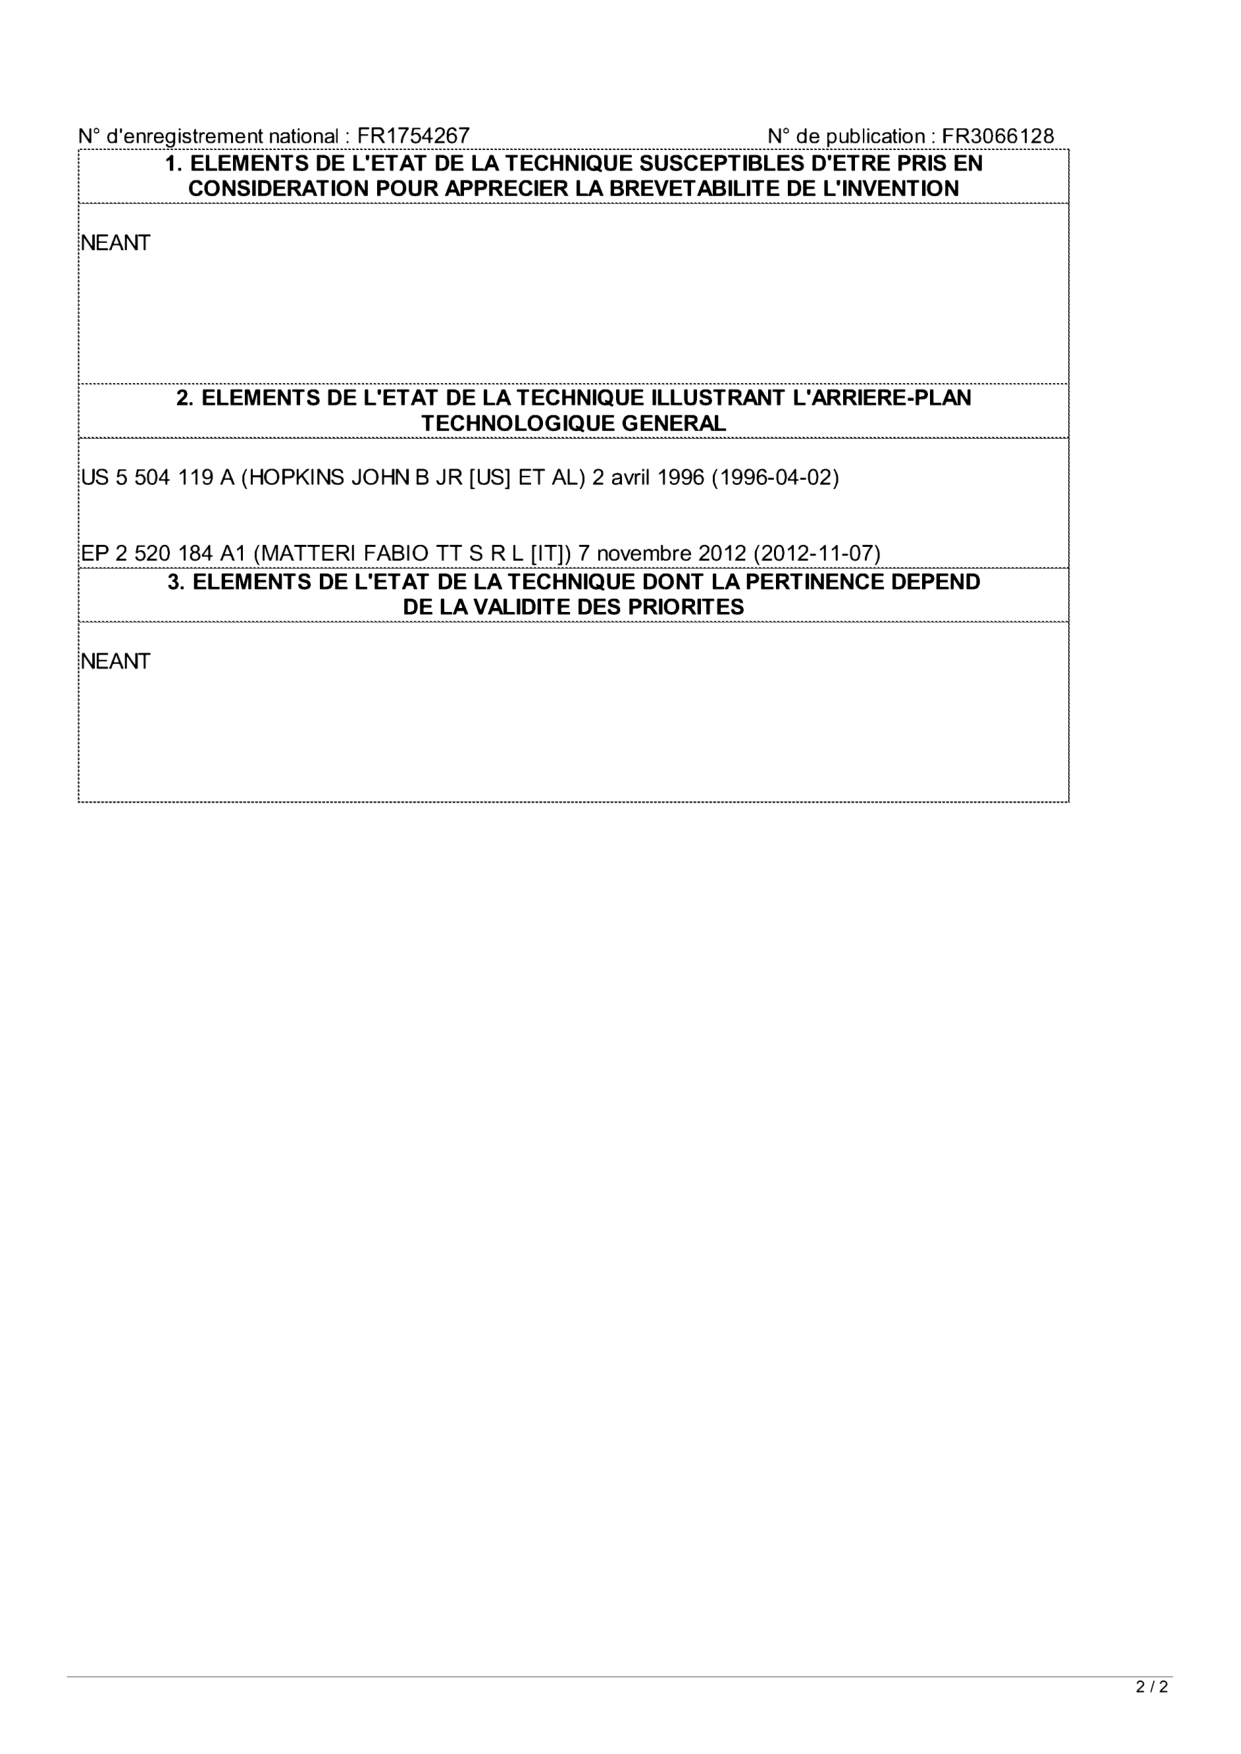 N° d'enregistrement national : FR1754267 N° de publication : FR3066128
1. ELEMENTS DE L'ETAT DE LA TECHNIQUE SUSCEPTIBLES D'ETRE PRIS EN
CONSIDERATION POUR APPRECIER LA BREVETABILITE DE L'INVENTION
NEANT
2. ELEMENTS DE L'ETAT DE LA TECHNIQUE ILLUSTRANT L'ARRIERE-PLAN
TECHNOLOGIQUE GENERAL
US 5 504 119 A (HOPKINS JOHN B JR [US] ET AL) 2 avril 1996 (1996-04-02)
EP 2 520 184 A1 (MATTERI FABIO TT S R L [IT]) 7 novembre 2012 (2012-11-07)
3. ELEMENTS DE L'ETAT DE LA TECHNIQUE DONT LA PERTINENCE DEPEND
DE LA VALIDITE DES PRIORITES
NEANT
2 / 2